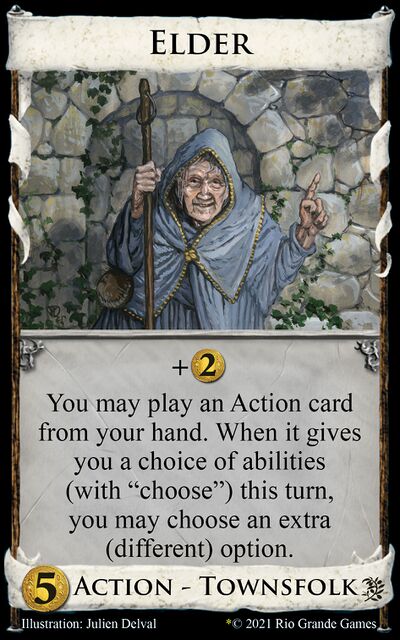 ELDER
+2
You may play an Action card
from your hand. When it gives
you a choice of abilities
(with “choose”) this turn,
you may choose an extra
(different) option.
5 ACTION - TOWNSFOLK
Illustration: Julien Delval *© 2021 Rio Grande Games